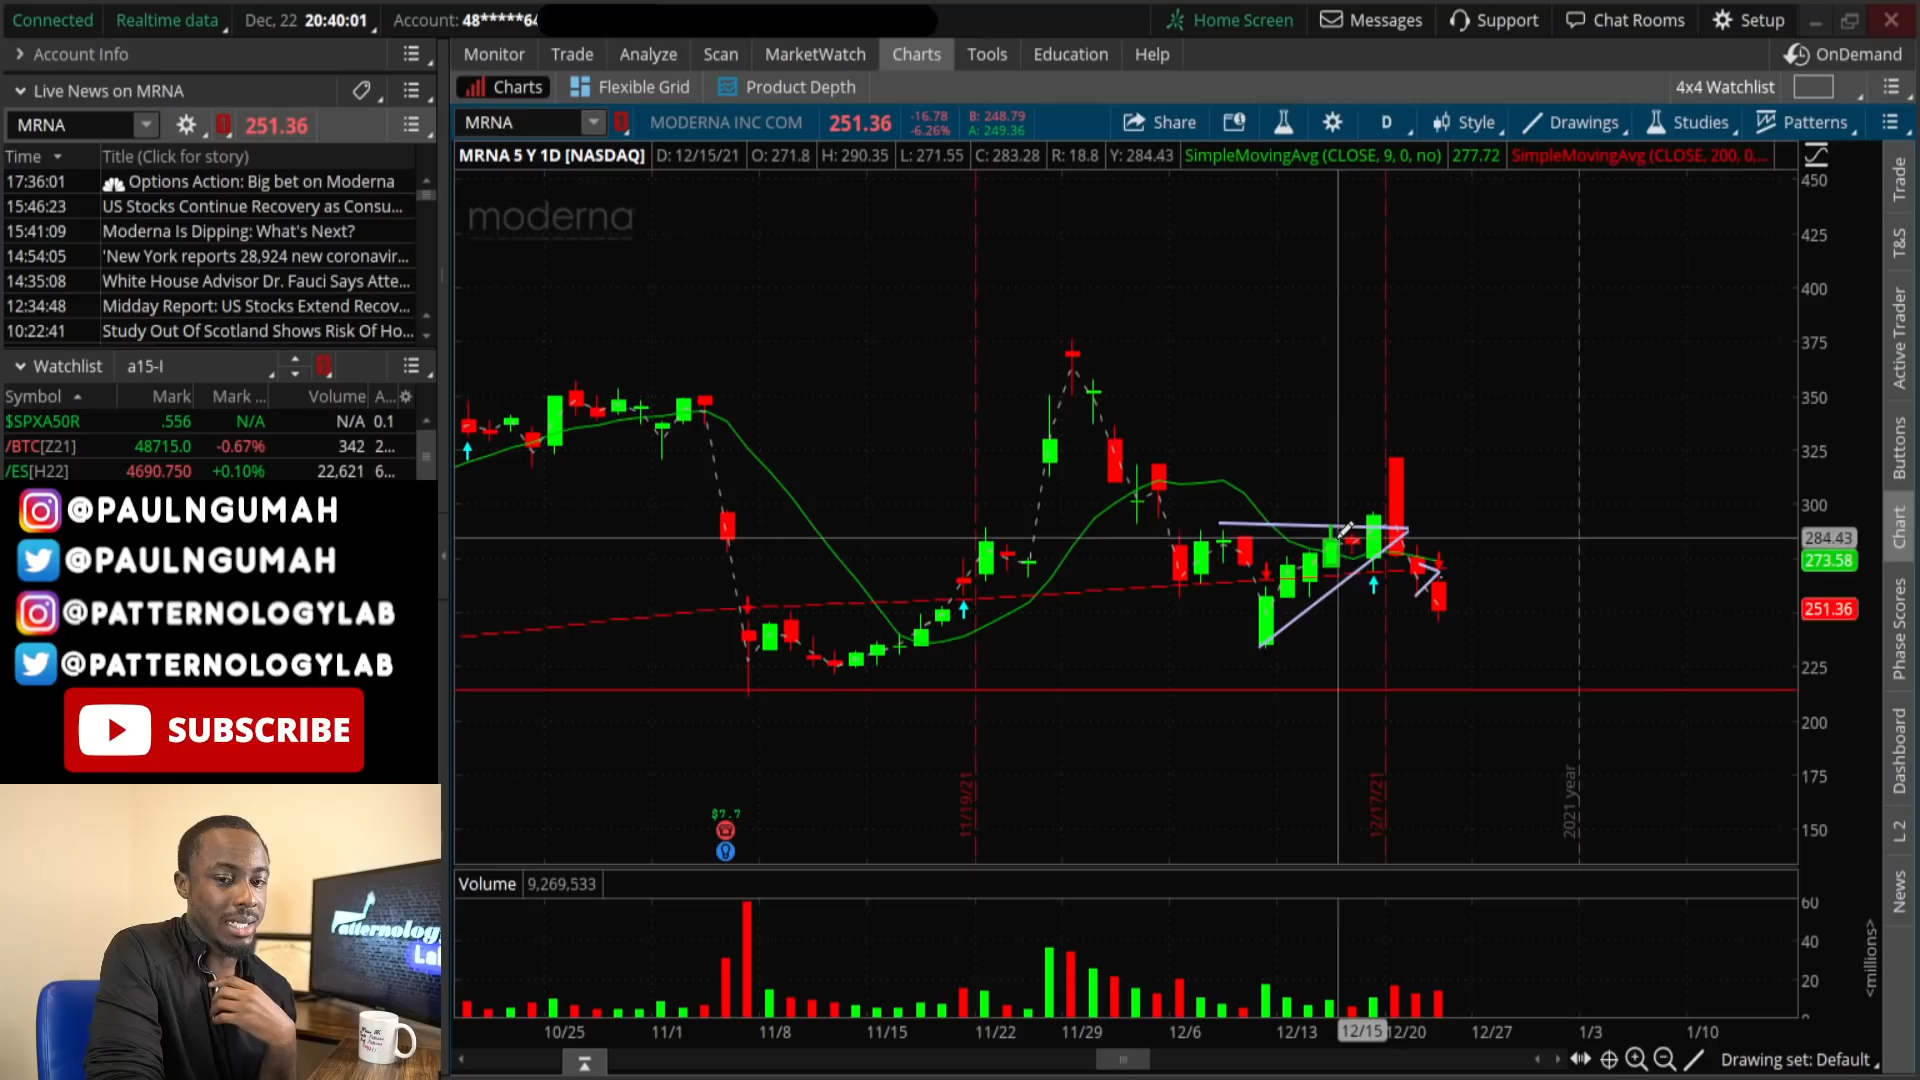 Connected Realtime data Dec, 22 20:40:01 Account: 48*****64 Home Screen Messages Support Chat Rooms Setup
Account Info Monitor Trade Analyze Scan MarketWatch Charts Tools Education Help OnDemand
Live News on MRNA Charts Flexible Grid Product Depth 4x4 Watchlist
MRNA 251.36 MRNA MODERNA INC COM 251.36 -16.78 -6.26% B: 248.79 A: 249.36 Share D Style Drawings Studies Patterns
Time Title (Click for story) MRNA 5 Y 1D [NASDAQ] D: 12/15/21 O: 271.8 H: 290.35 L: 271.55 C: 283.28 R: 18.8 Y: 284.43 SimpleMovingAvg (CLOSE, 9, 0, no) 277.72 SimpleMovingAvg (CLOSE, 200, 0,...
17:36:01 Options Action: Big bet on Moderna
15:46:23 US Stocks Continue Recovery as Consu...
15:41:09 Moderna Is Dipping: What's Next?
14:54:05 'New York reports 28,924 new coronavir...
14:35:08 White House Advisor Dr. Fauci Says Atte...
12:34:48 Midday Report: US Stocks Extend Recov...
10:22:41 Study Out Of Scotland Shows Risk Of Ho...
Watchlist a15-I
Symbol Mark Mark ... Volume A...
$SPXA50R .556 N/A N/A 0.1
/BTC[Z21] 48715.0 -0.67% 342 2...
/ES[H22] 4690.750 +0.10% 22,621 6...
@PAULNGUMAH
@PAULNGUMAH
@PATTERNOLOGYLAB
@PATTERNOLOGYLAB
SUBSCRIBE
moderna
450
425
400
375
350
325
300
284.43
273.58
251.36
225
200
175
150
11/19/21
12/17/21
2021 year
$7.7
Volume 9,269,533
60
40
20
0
<millions>
10/25 11/1 11/8 11/15 11/22 11/29 12/6 12/13 12/15 12/20 12/27 1/3 1/10
Drawing set: Default
Trade
T&S
Active Trader
Buttons
Chart
Phase Scores
Dashboard
L 2
News
Patternology
Lab